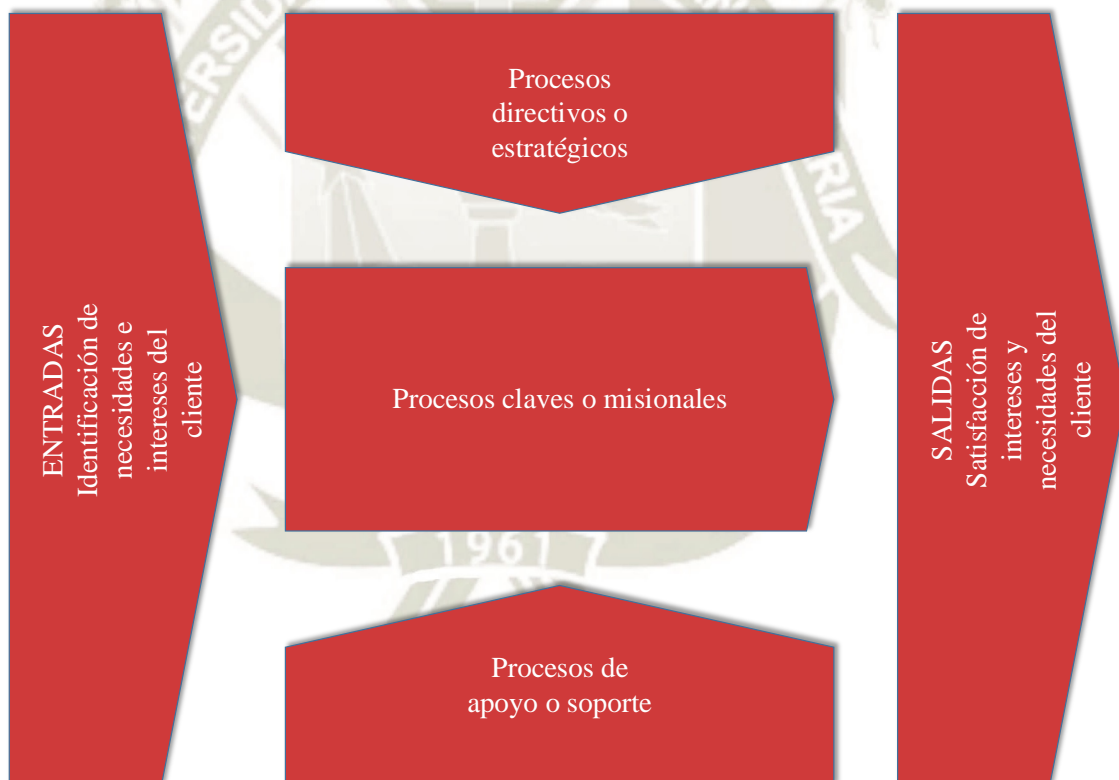 ENTRADAS
Identificación de
necesidades e
intereses del
cliente
Procesos
directivos o
estratégicos
Procesos claves o misionales
Procesos de
apoyo o soporte
SALIDAS
Satisfacción de
intereses y
necesidades del
cliente
1961